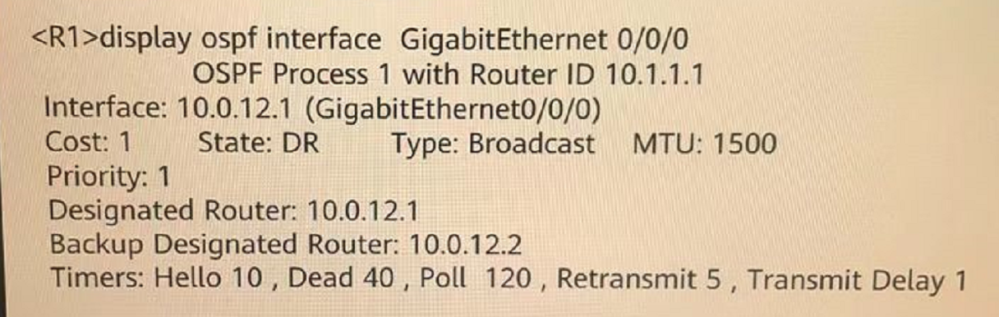 <R1>display ospf interface GigabitEthernet 0/0/0
OSPF Process 1 with Router ID 10.1.1.1
Interface: 10.0.12.1 (GigabitEthernet0/0/0)
Cost: 1 State: DR Type: Broadcast MTU: 1500
Priority: 1
Designated Router: 10.0.12.1
Backup Designated Router: 10.0.12.2
Timers: Hello 10 , Dead 40 , Poll 120 , Retransmit 5 , Transmit Delay 1